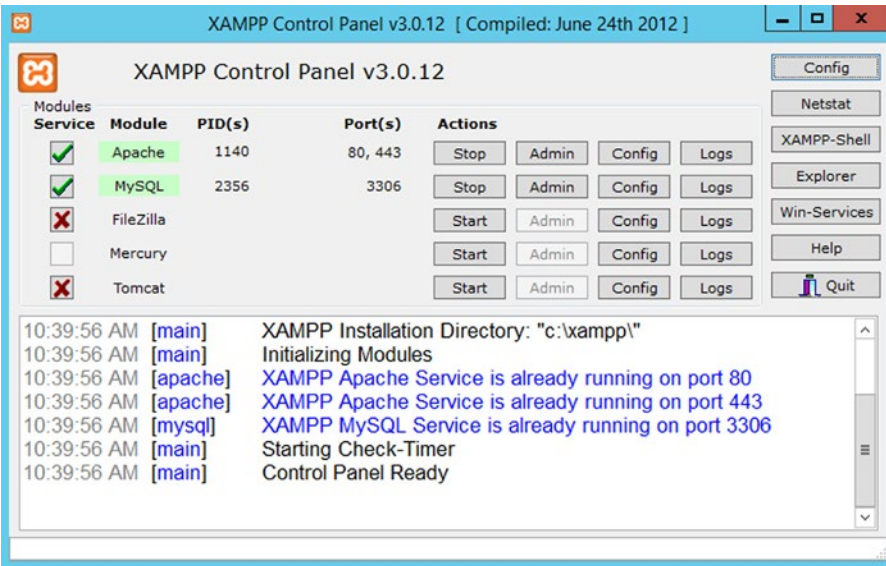 XAMPP Control Panel v3.0.12 [ Compiled: June 24th 2012 ]
XAMPP Control Panel v3.0.12
Config
Modules
Netstat
Service Module PID(s) Port(s) Actions
XAMPP-Shell
Apache 1140 80, 443 Stop Admin Config Logs
Explorer
MySQL 2356 3306 Stop Admin Config Logs
Win-Services
FileZilla Start Admin Config Logs
Help
Mercury Start Admin Config Logs
Quit
Tomcat Start Admin Config Logs
10:39:56 AM [main] XAMPP Installation Directory: "c:\xampp\"
10:39:56 AM [main] Initializing Modules
10:39:56 AM [apache] XAMPP Apache Service is already running on port 80
10:39:56 AM [apache] XAMPP Apache Service is already running on port 443
10:39:56 AM [mysql] XAMPP MySQL Service is already running on port 3306
10:39:56 AM [main] Starting Check-Timer
10:39:56 AM [main] Control Panel Ready